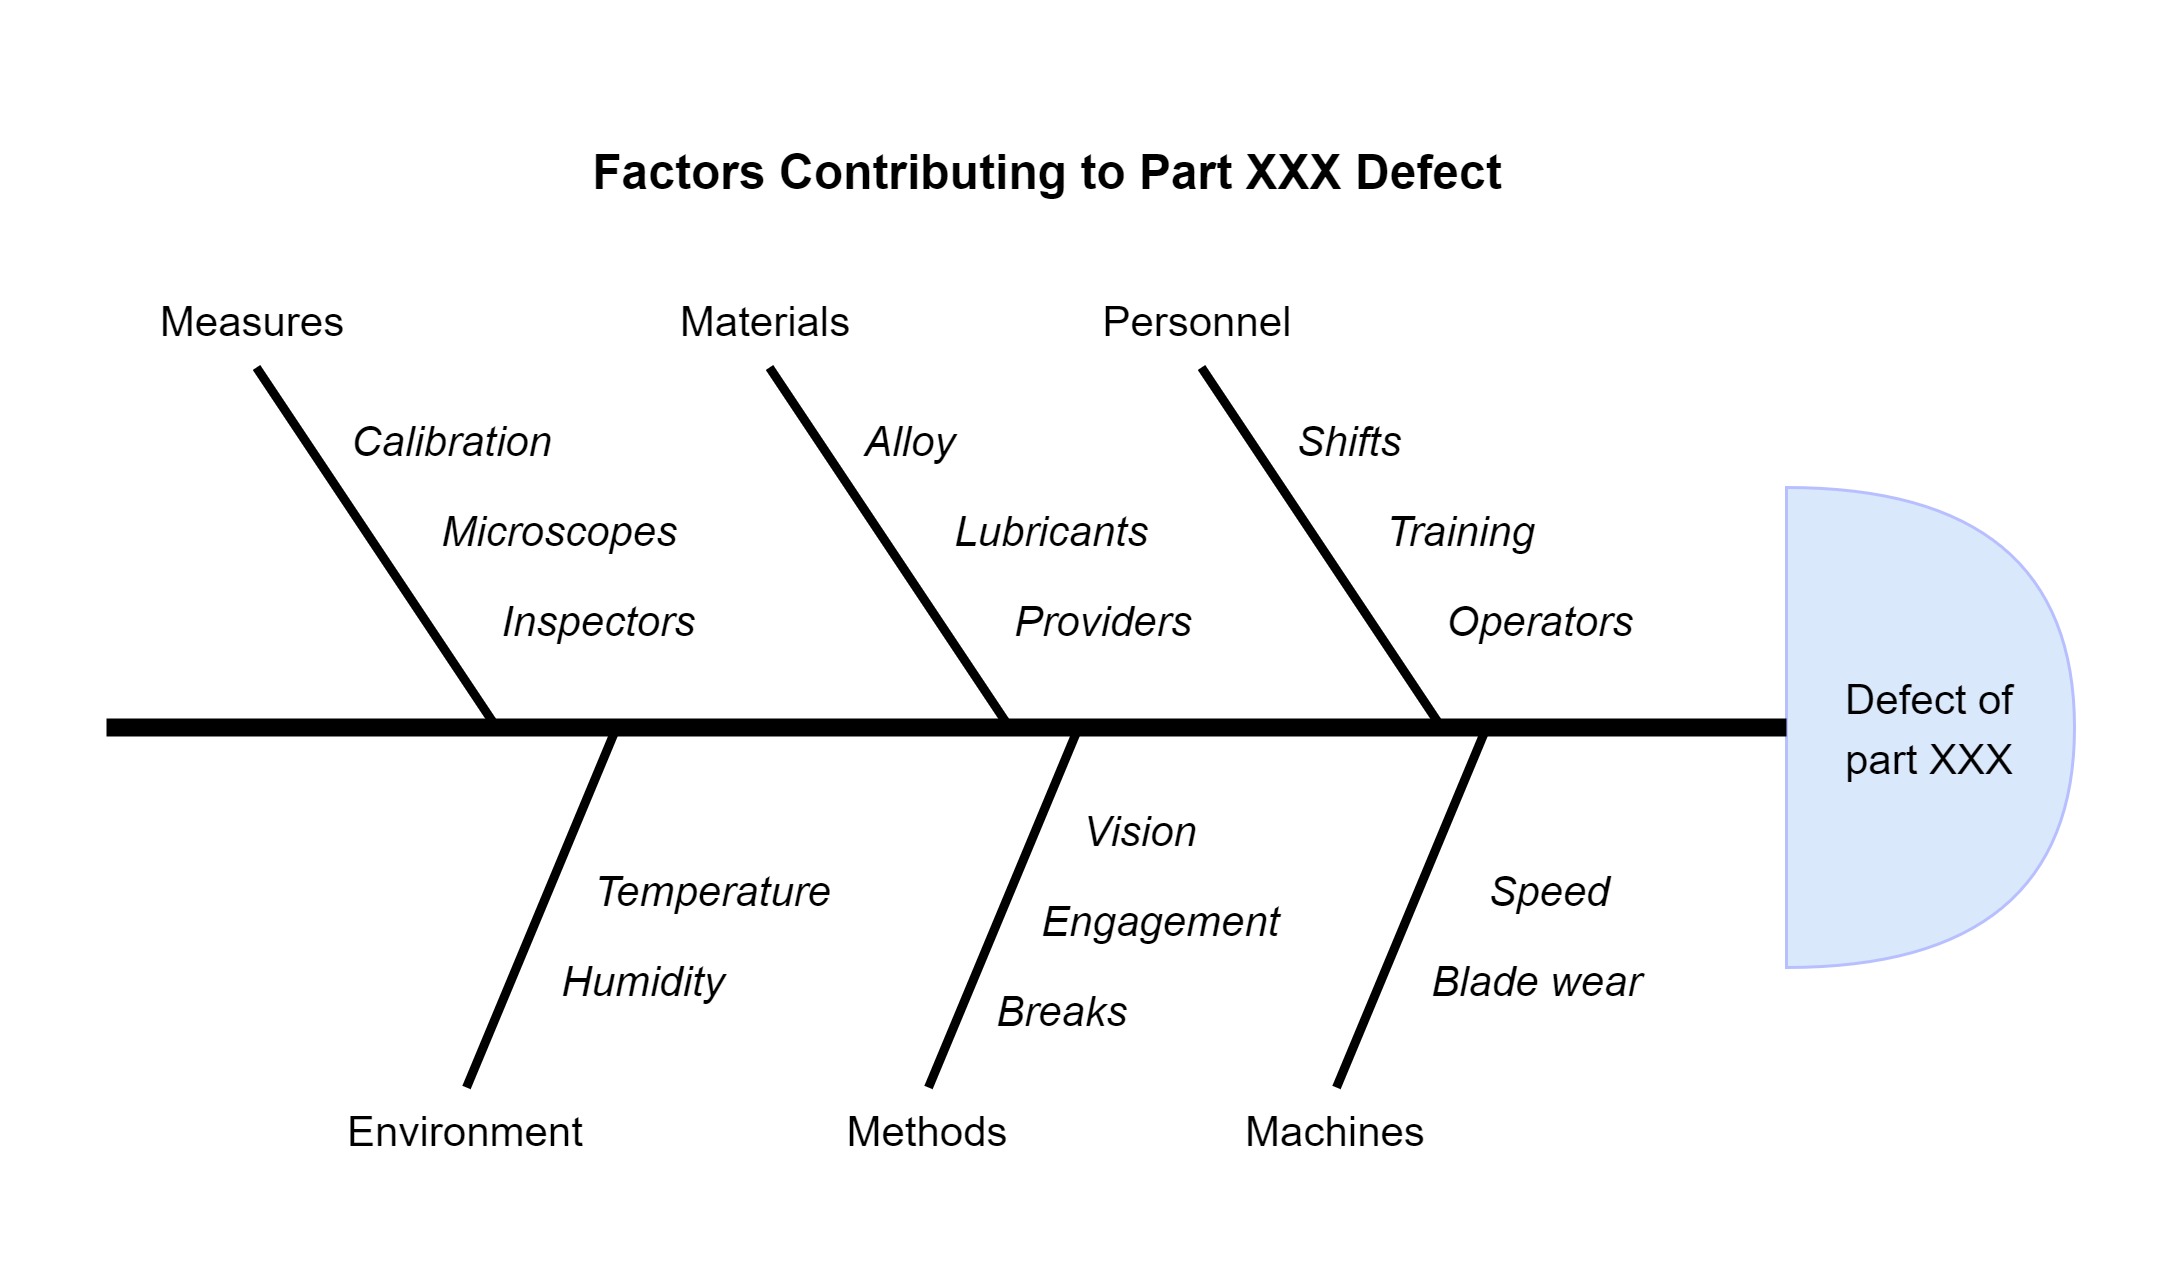 Factors Contributing to Part XXX Defect
Measures
Materials
Personnel
Calibration
Alloy
Shifts
Microscopes
Lubricants
Training
Inspectors
Providers
Operators
Defect of
part XXX
Vision
Temperature
Speed
Engagement
Humidity
Blade wear
Breaks
Environment
Methods
Machines